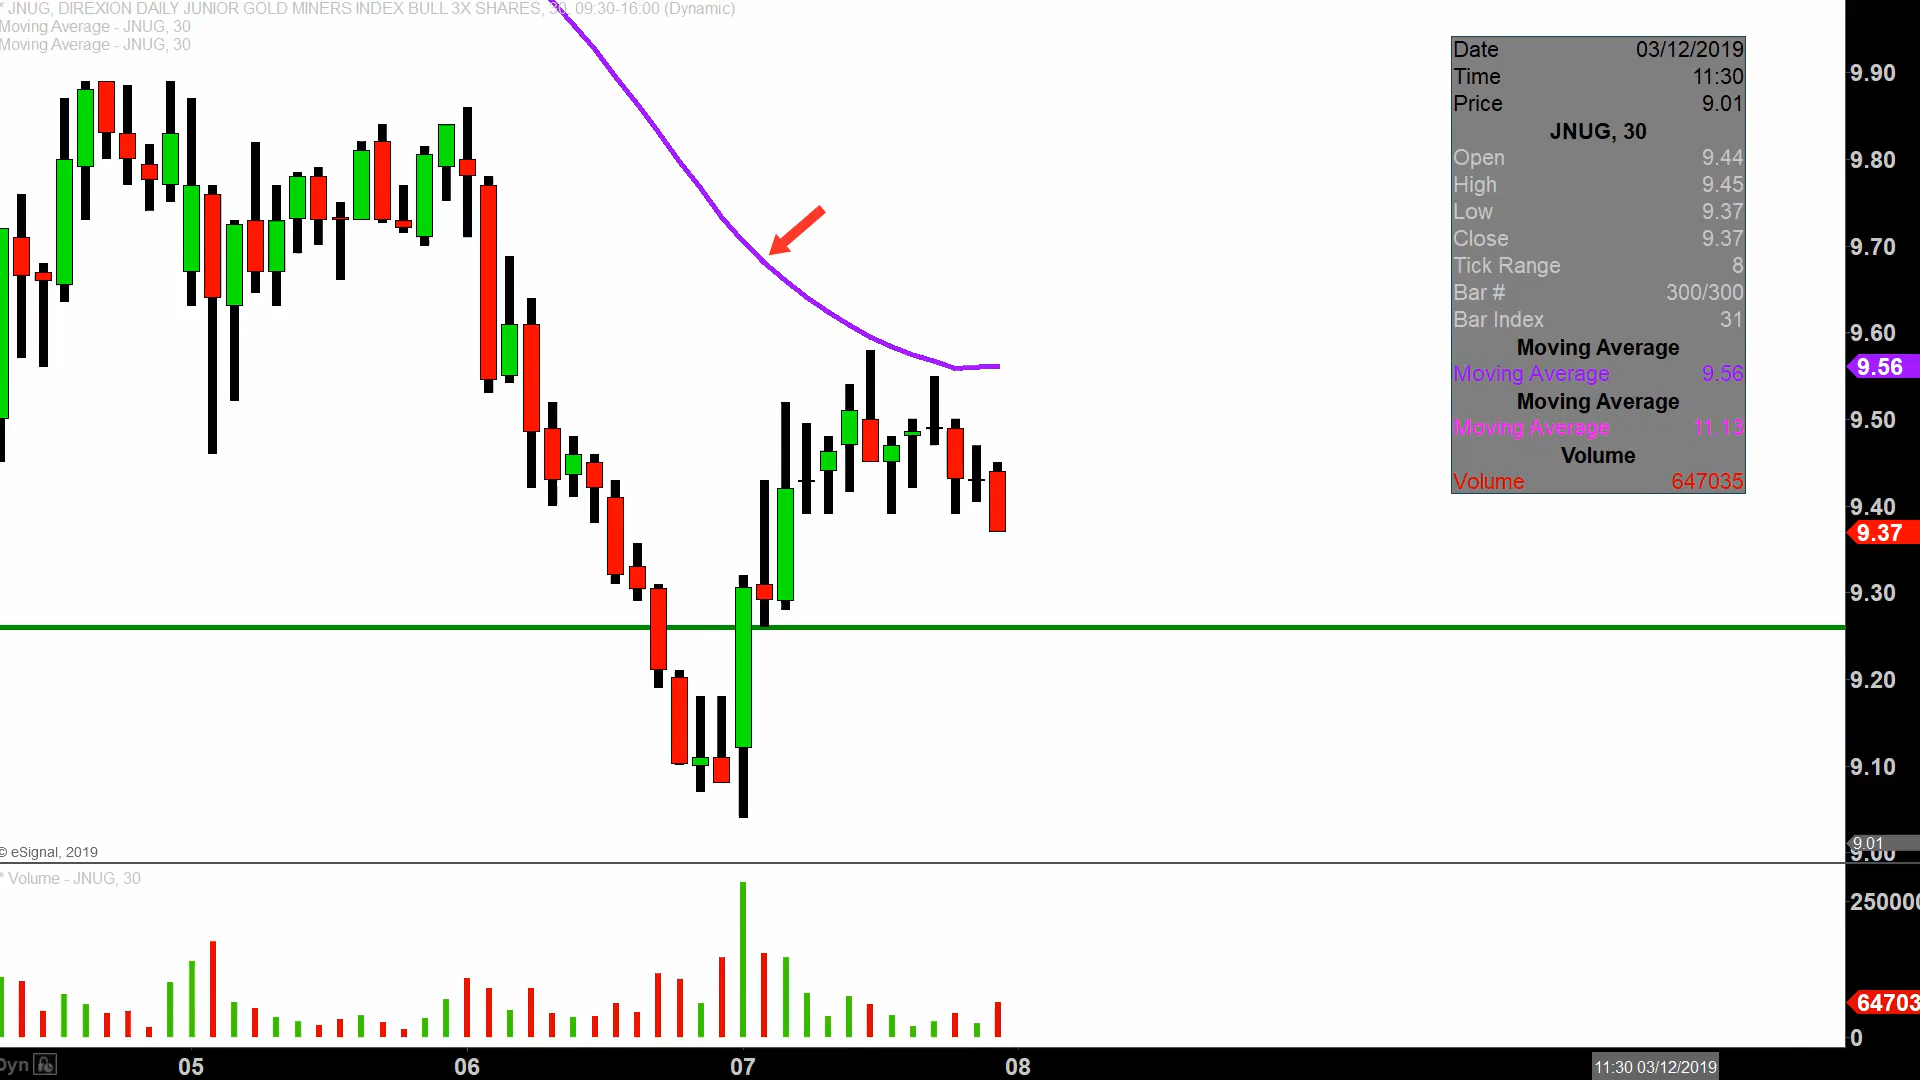 * JNUG, DIREXION DAILY JUNIOR GOLD MINERS INDEX BULL 3X SHARES, 30, 09:30-16:00 (Dynamic)
Moving Average - JNUG, 30
Moving Average - JNUG, 30
Date 03/12/2019
Time 11:30
Price 9.01
JNUG, 30
Open 9.44
High 9.45
Low 9.37
Close 9.37
Tick Range 8
Bar # 300/300
Bar Index 31
Moving Average
Moving Average 9.56
Moving Average
Moving Average 11.13
Volume
Volume 647035
9.90
9.80
9.70
9.60
9.56
9.50
9.40
9.37
9.30
9.20
9.10
9.01
9.00
© eSignal, 2019
* Volume - JNUG, 30
250000
64703
0
Dyn
05 06 07 08
11:30 03/12/2019